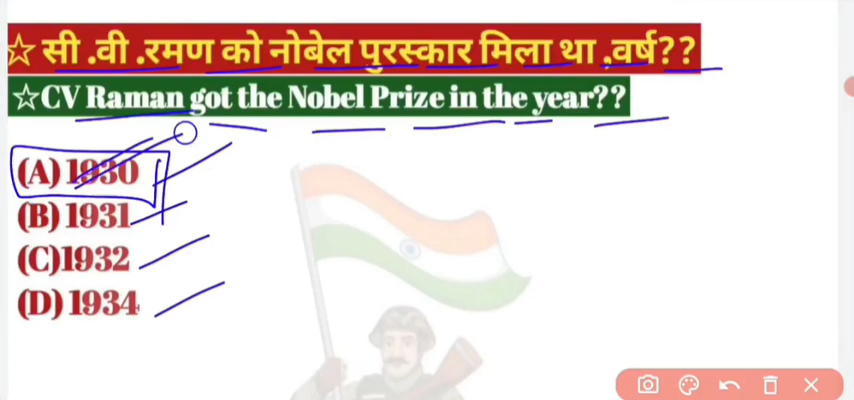 ☆ सी .वी .रमण को नोबेल पुरस्कार मिला था ,वर्ष??
☆CV Raman got the Nobel Prize in the year??
(A) 1930
(B) 1931
(C)1932
(D) 1934